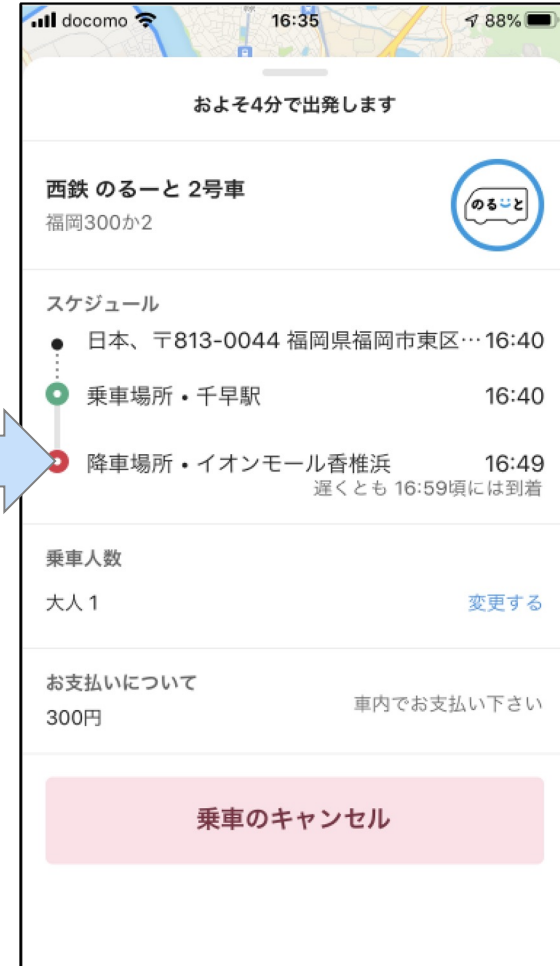 docomo 16:35 88%
およそ4分で出発します
西鉄 のるーと 2号車
福岡300か2
のるーと
スケジュール
日本、〒813-0044 福岡県福岡市東区… 16:40
乗車場所・千早駅 16:40
降車場所・イオンモール香椎浜 16:49
遅くとも 16:59頃には到着
乗車人数
大人 1 変更する
お支払いについて
300円 車内でお支払い下さい
乗車のキャンセル